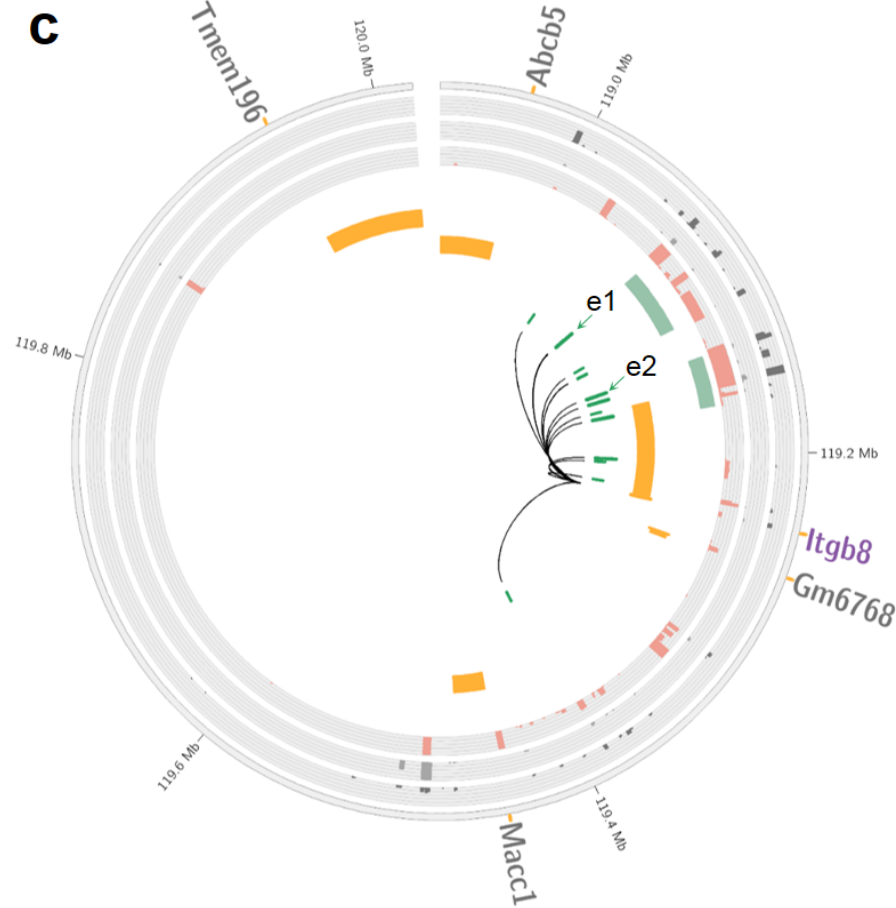 c
Tmem196
120.0 Mb
Abcb5
119.0 Mb
e1
e2
119.8 Mb
119.2 Mb
Itgb8
Gm6768
119.6 Mb
119.4 Mb
Macc1